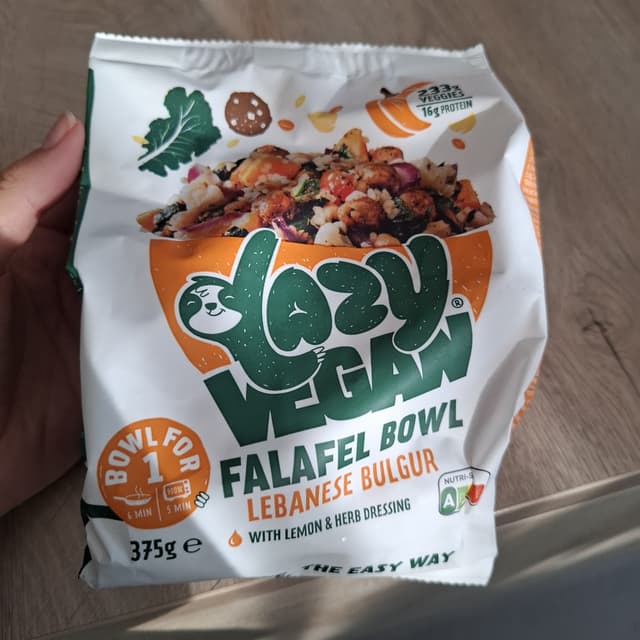 233g
VEGGIES
16g PROTEIN
Lazy
VEGAN
®
FALAFEL BOWL
LEBANESE BULGUR
WITH LEMON & HERB DRESSING
BOWL FOR
1
6 MIN
5 MIN
375g e
NUTRI-S
A
THE EASY WAY